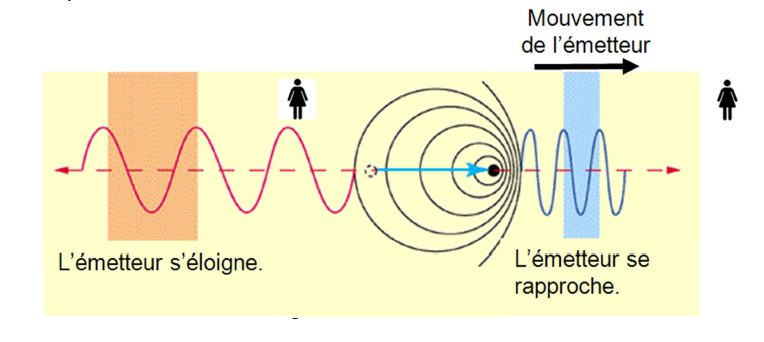 Mouvement
de l’émetteur
L’émetteur s’éloigne.
L’émetteur se
rapproche.